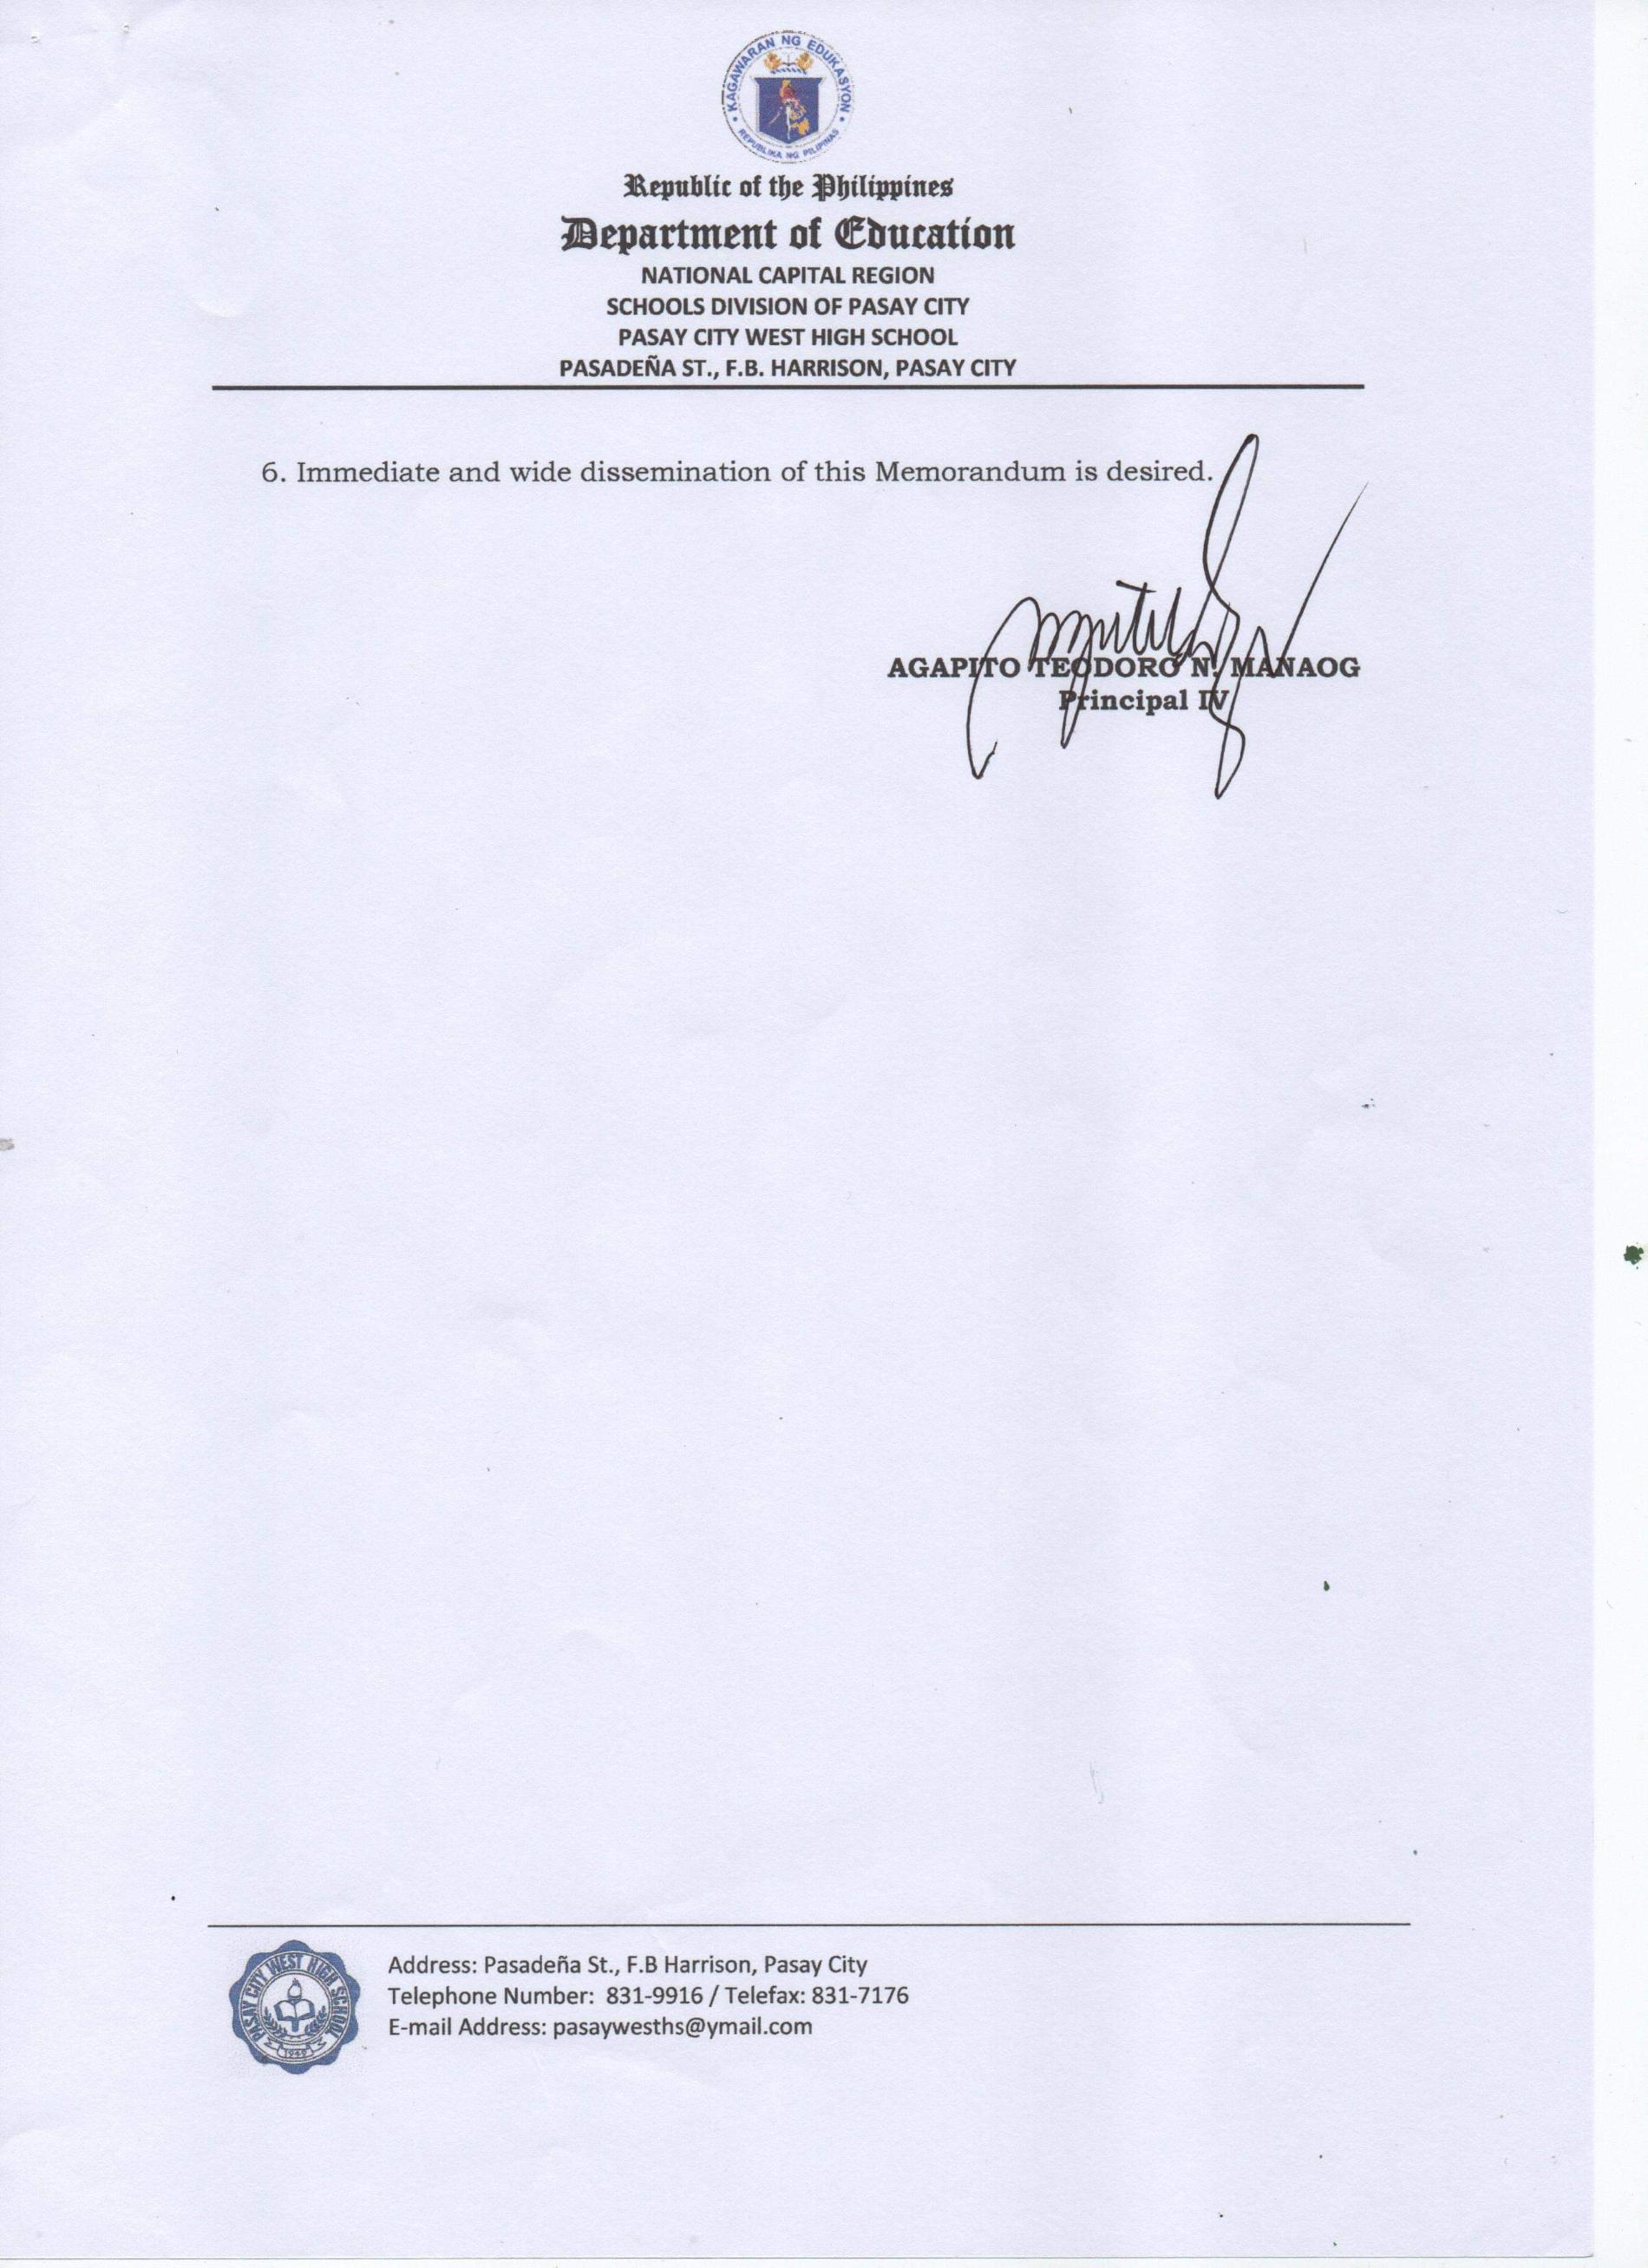 KAGAWARAN NG EDUKASYON
REPUBLIKA NG PILIPINAS
Republic of the Philippines
Department of Education
NATIONAL CAPITAL REGION
SCHOOLS DIVISION OF PASAY CITY
PASAY CITY WEST HIGH SCHOOL
PASADEÑA ST., F.B. HARRISON, PASAY CITY
6. Immediate and wide dissemination of this Memorandum is desired.
AGAPITO TEODORO N. MANAOG
Principal IV
PASAY CITY WEST HIGH SCHOOL
1949
Address: Pasadeña St., F.B Harrison, Pasay City
Telephone Number: 831-9916 / Telefax: 831-7176
E-mail Address: pasaywesths@ymail.com